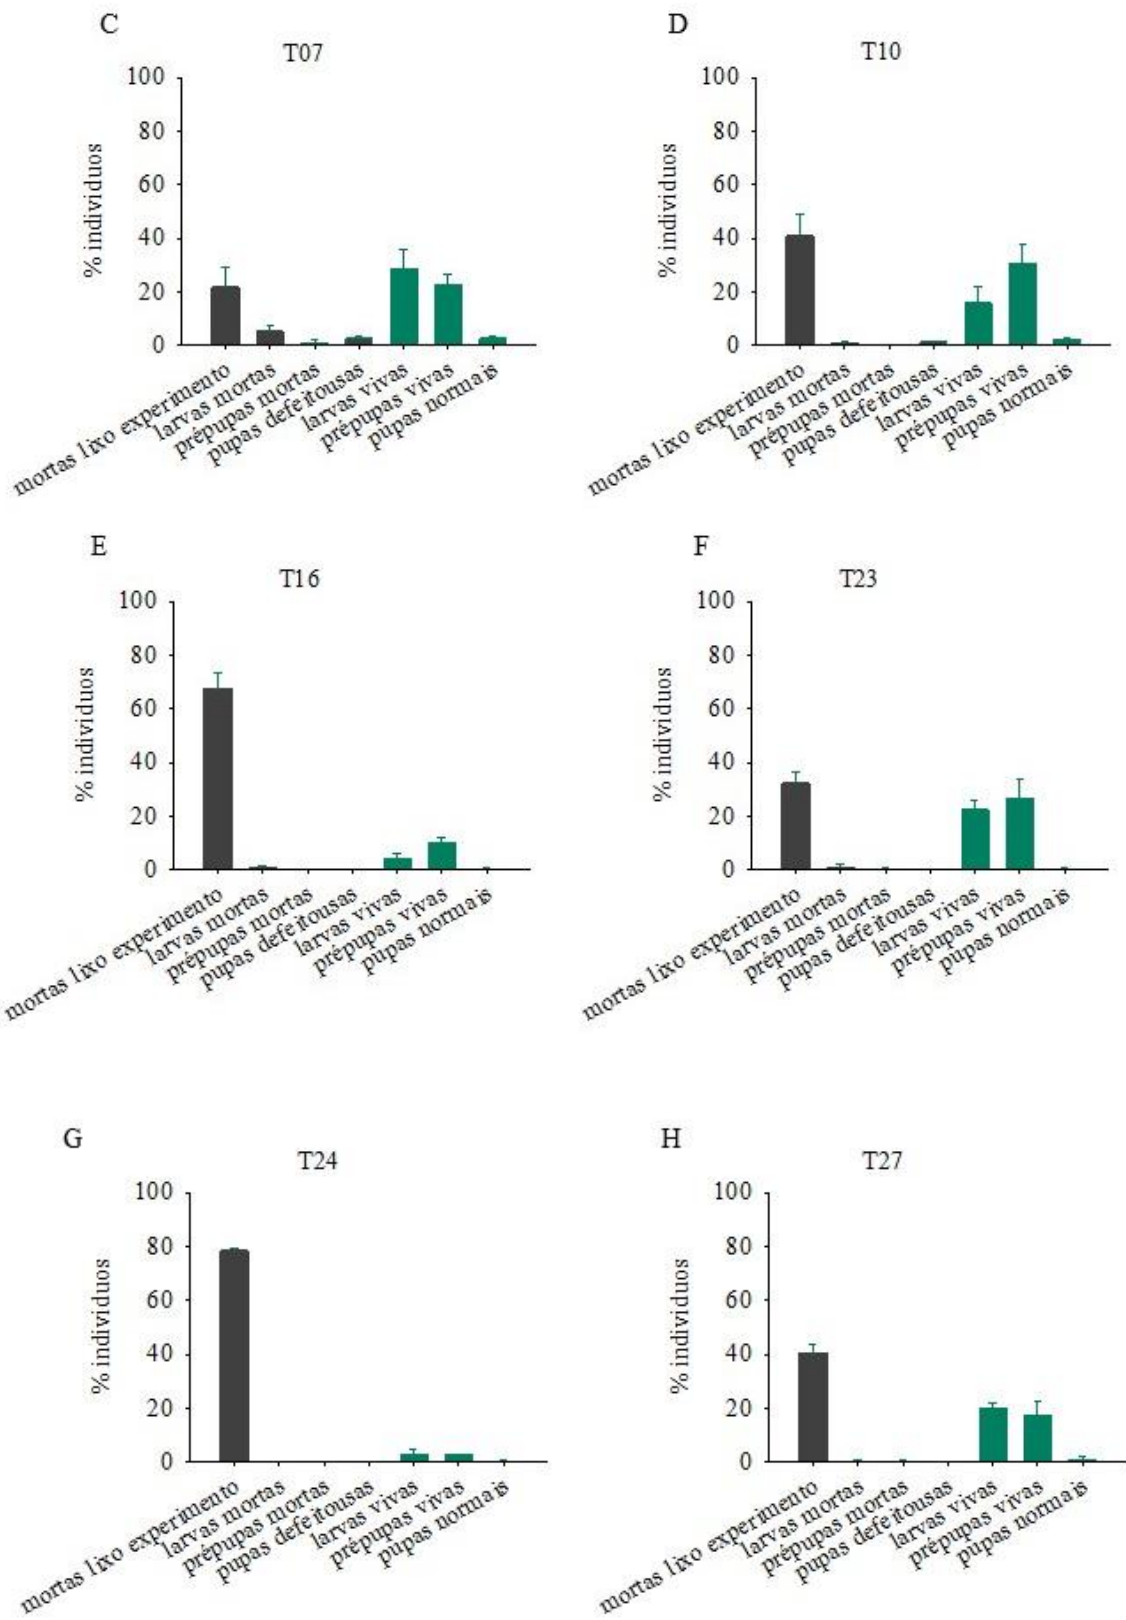 C
T07
100
80
60
40
20
0
% individuos
mortas lixo experimento
larvas mortas
prépupas mortas
pupas defeitousas
larvas vivas
prépupas vivas
pupas normais
D
T10
100
80
60
40
20
0
% individuos
mortas lixo experimento
larvas mortas
prépupas mortas
pupas defeitousas
larvas vivas
prépupas vivas
pupas normais
E
T16
100
80
60
40
20
0
% individuos
mortas lixo experimento
larvas mortas
prépupas mortas
pupas defeitousas
larvas vivas
prépupas vivas
pupas normais
F
T23
100
80
60
40
20
0
% individuos
mortas lixo experimento
larvas mortas
prépupas mortas
pupas defeitousas
larvas vivas
prépupas vivas
pupas normais
G
T24
100
80
60
40
20
0
% individuos
mortas lixo experimento
larvas mortas
prépupas mortas
pupas defeitousas
larvas vivas
prépupas vivas
pupas normais
H
T27
100
80
60
40
20
0
% individuos
mortas lixo experimento
larvas mortas
prépupas mortas
pupas defeitousas
larvas vivas
prépupas vivas
pupas normais